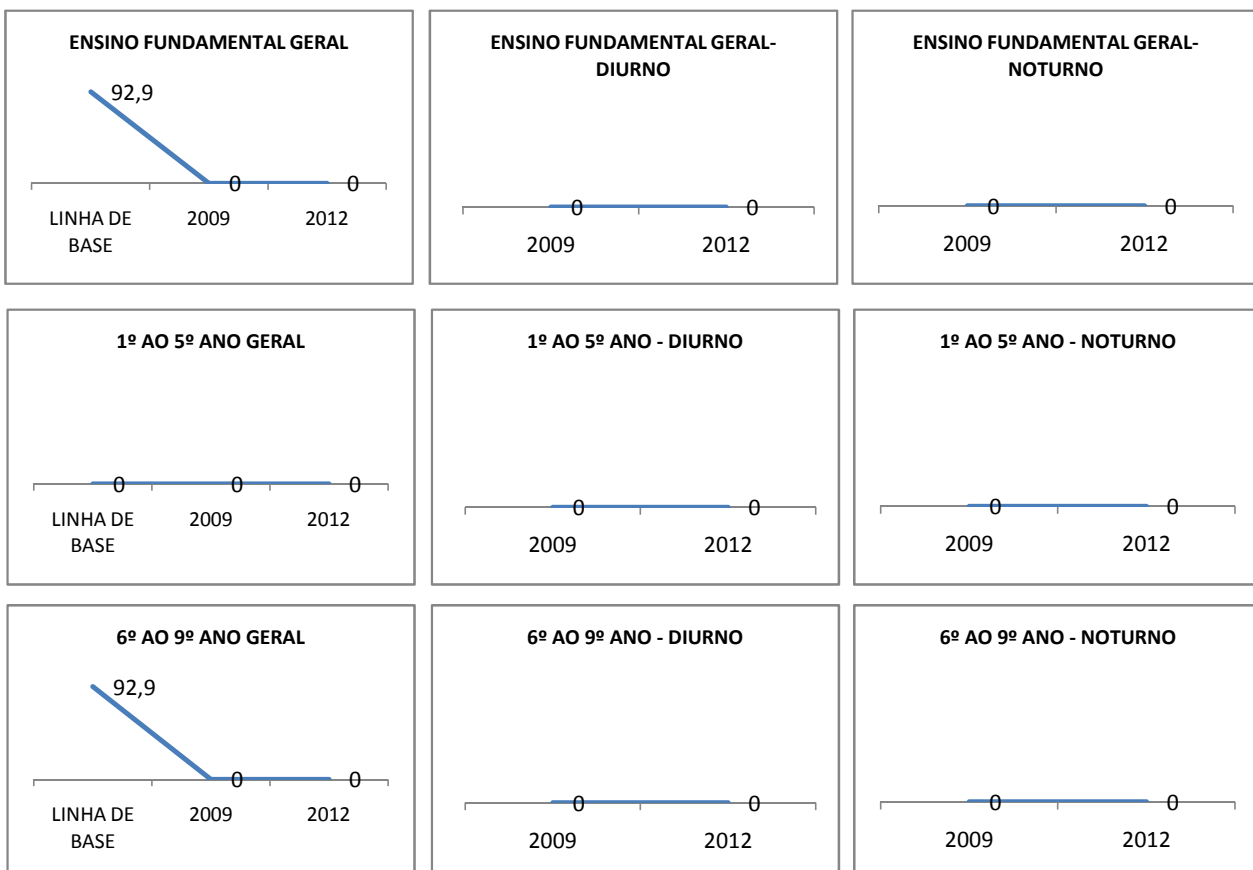 ENSINO FUNDAMENTAL GERAL
92,9
0
0
LINHA DE
BASE
2009
2012
ENSINO FUNDAMENTAL GERAL-
DIURNO
0
0
2009
2012
ENSINO FUNDAMENTAL GERAL-
NOTURNO
0
0
2009
2012
1º AO 5º ANO GERAL
0
0
0
LINHA DE
BASE
2009
2012
1º AO 5º ANO - DIURNO
0
0
2009
2012
1º AO 5º ANO - NOTURNO
0
0
2009
2012
6º AO 9º ANO GERAL
92,9
0
0
LINHA DE
BASE
2009
2012
6º AO 9º ANO - DIURNO
0
0
2009
2012
6º AO 9º ANO - NOTURNO
0
0
2009
2012